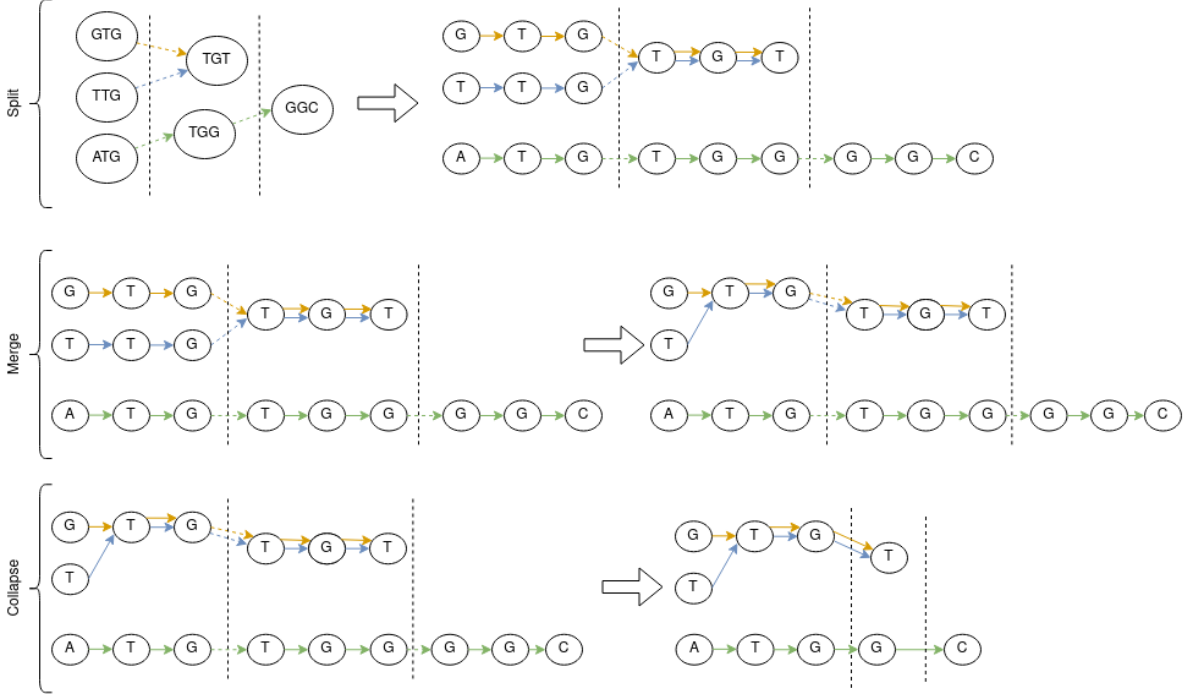 Split
GTG
TTG
ATG
TGT
TGG
GGC
G T G
T T G
T G T
A T G T G G G G C
Merge
G T G
T T G
T G T
A T G T G G G G C
G T G
T
T G T
A T G T G G G G C
Collapse
G T G
T
T G T
A T G T G G G G C
G T G
T
T
A T G G C